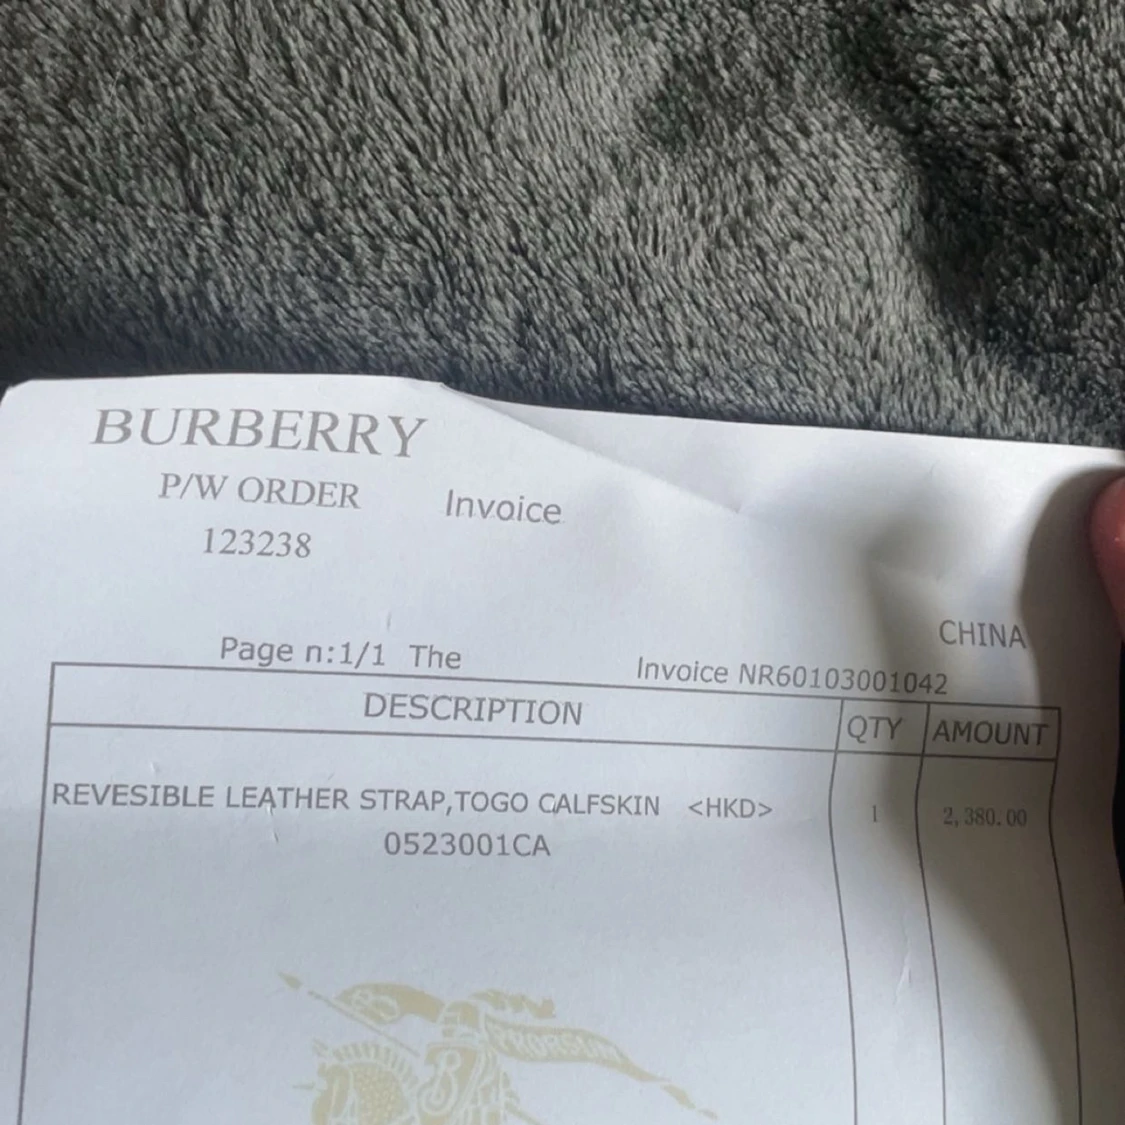 BURBERRY
P/W ORDER
Invoice
123238
CHINA
Page n:1/1 The
Invoice NR60103001042
DESCRIPTION
QTY
AMOUNT
REVESIBLE LEATHER STRAP,TOGO CALFSKIN <HKD>
1
2,380.00
0523001CA
PRORSUM
B